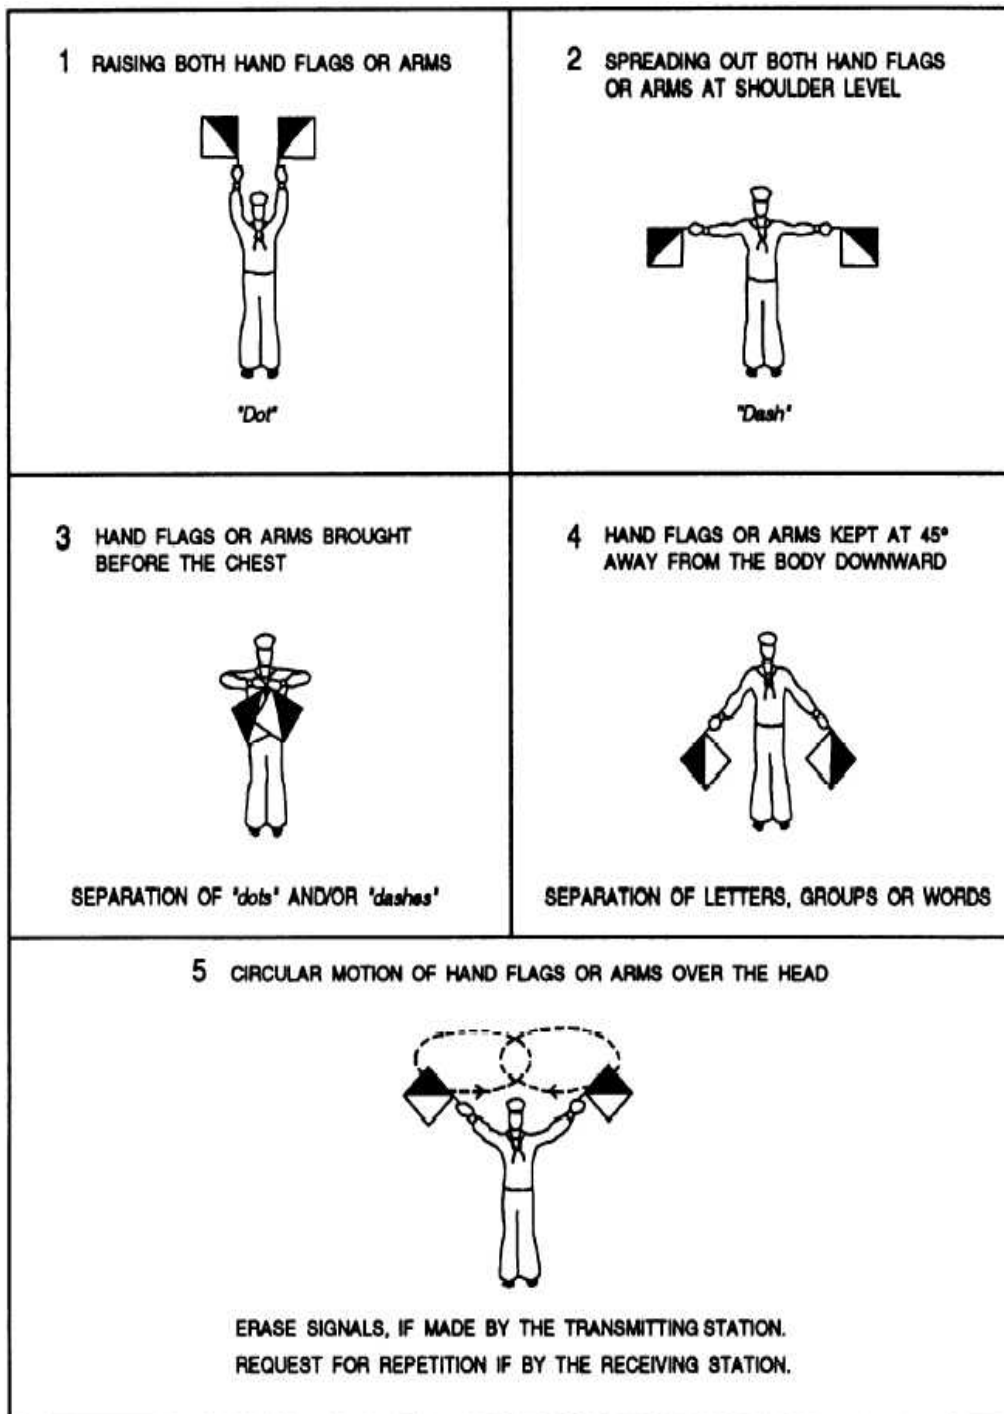 1 RAISING BOTH HAND FLAGS OR ARMS
"Dot"
2 SPREADING OUT BOTH HAND FLAGS
OR ARMS AT SHOULDER LEVEL
"Dash"
3 HAND FLAGS OR ARMS BROUGHT
BEFORE THE CHEST
SEPARATION OF "dots" AND/OR "dashes"
4 HAND FLAGS OR ARMS KEPT AT 45°
AWAY FROM THE BODY DOWNWARD
SEPARATION OF LETTERS, GROUPS OR WORDS
5 CIRCULAR MOTION OF HAND FLAGS OR ARMS OVER THE HEAD
ERASE SIGNALS, IF MADE BY THE TRANSMITTING STATION.
REQUEST FOR REPETITION IF BY THE RECEIVING STATION.